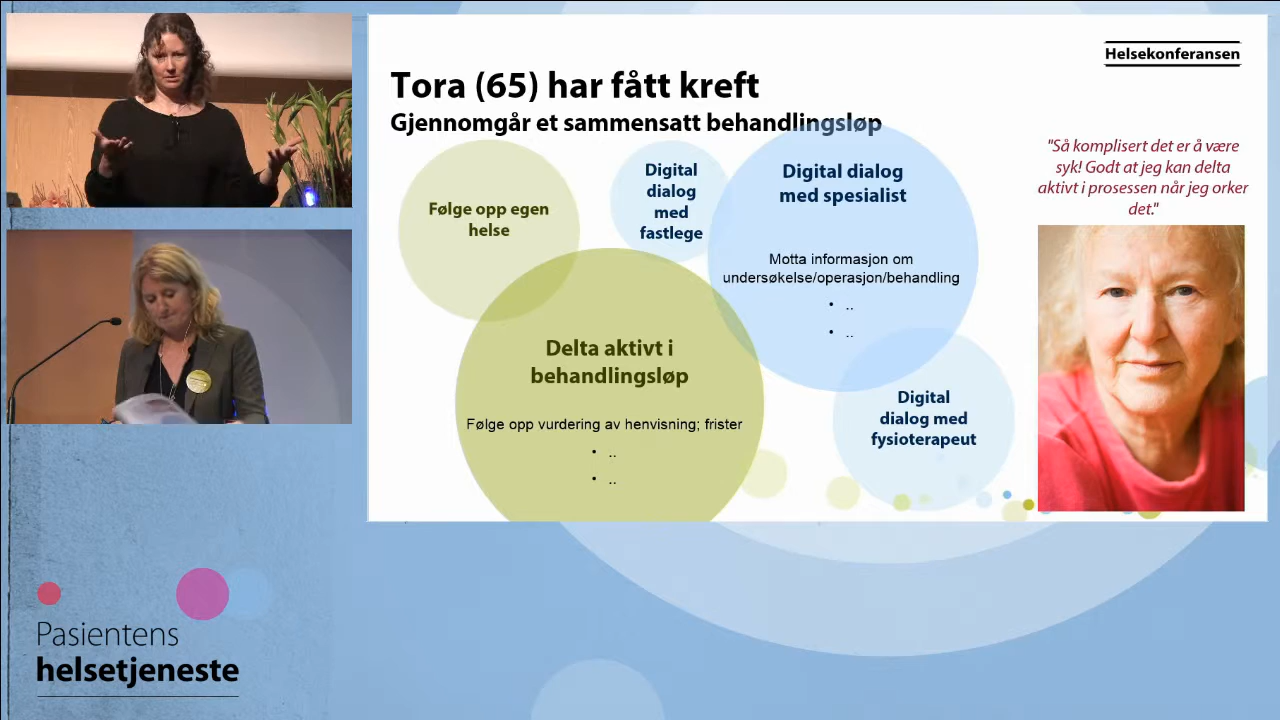 Helsekonferansen
Tora (65) har fått kreft
Gjennomgår et sammensatt behandlingsløp
Følge opp egen
helse
Digital
dialog
med
fastlege
Digital dialog
med spesialist
Motta informasjon om
undersøkelse/operasjon/behandling
• ..
• ..
Delta aktivt i
behandlingsløp
Følge opp vurdering av henvisning; frister
• ..
• ..
Digital
dialog med
fysioterapeut
"Så komplisert det er å være
syk! Godt at jeg kan delta
aktivt i prosessen når jeg orker
det."
Pasientens
helsetjeneste